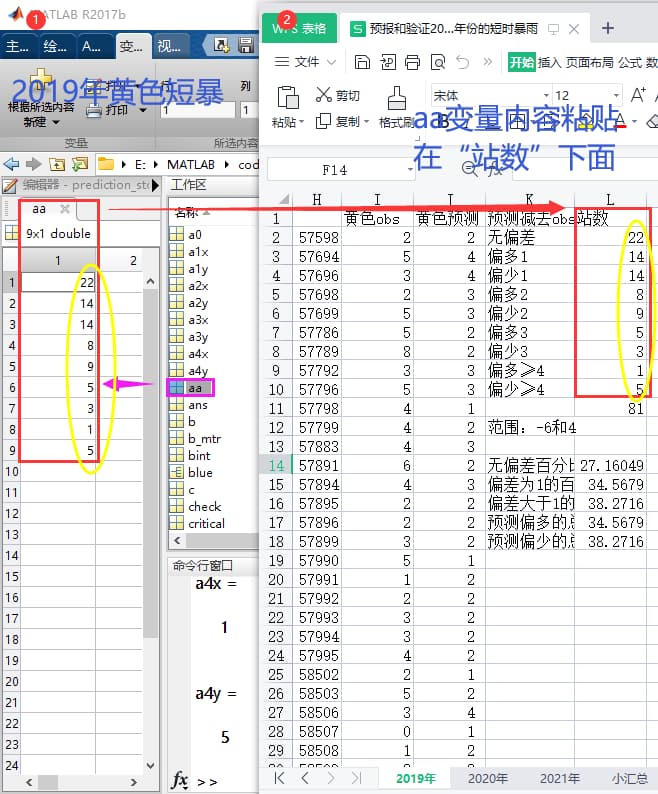 1
MATLAB R2017b
主...
绘...
A...
变...
视...
2019年黄色短暴
根据所选内容
新建
打印
行
列
1
1
变量
所选内容
E:
MATLAB
cod
编辑器 - prediction_st
工作区
aa
9x1 double
名称
1 2
1 22
2 14
3 14
4 8
5 9
6 5
7 3
8 1
9 5
10
11
12
13
14
15
16
17
18
19
20
21
22
23
24
a0
a1x
a1y
a2x
a2y
a3x
a3y
a4x
a4y
aa
ans
b
b_mtr
bint
blue
c
check
critical
命令行窗口
a4x =
1
a4y =
5
fx >>
2
WPS 表格
预报和验证20...年份的短时暴雨
文件
开始 插入 页面布局 公式 数
粘贴
剪切
复制
格式刷
宋体
12
aa变量内容粘贴
在“站数”下面
F14
H I J K L
1 黄色obs 黄色预测 预测减去obs 站数
2 57598 2 2 无偏差 22
3 57694 5 4 偏多1 14
4 57696 3 4 偏少1 14
5 57698 2 3 偏多2 8
6 57699 5 3 偏少2 9
7 57786 5 2 偏多3 5
8 57789 8 2 偏少3 3
9 57792 3 3 偏多≥4 1
10 57796 5 3 偏少≥4 5
11 57798 4 1 81
12 57799 4 2 范围：-6和4
13 57883 4 3
14 57891 6 2 无偏差百分比 27.16049
15 57894 4 3 偏差为1的百 34.5679
16 57895 2 2 偏差大于1的 38.2716
17 57896 2 2 预测偏多的总 34.5679
18 57899 3 3 预测偏少的总 38.2716
19 57990 5 1
20 57991 1 2
21 57992 2 2
22 57993 3 2
23 57994 3 2
24 57995 4 2
25 58502 2 1
26 58503 5 2
27 58506 3 4
28 58507 0 1
29 58508 1 2
2019年 2020年 2021年 小汇总